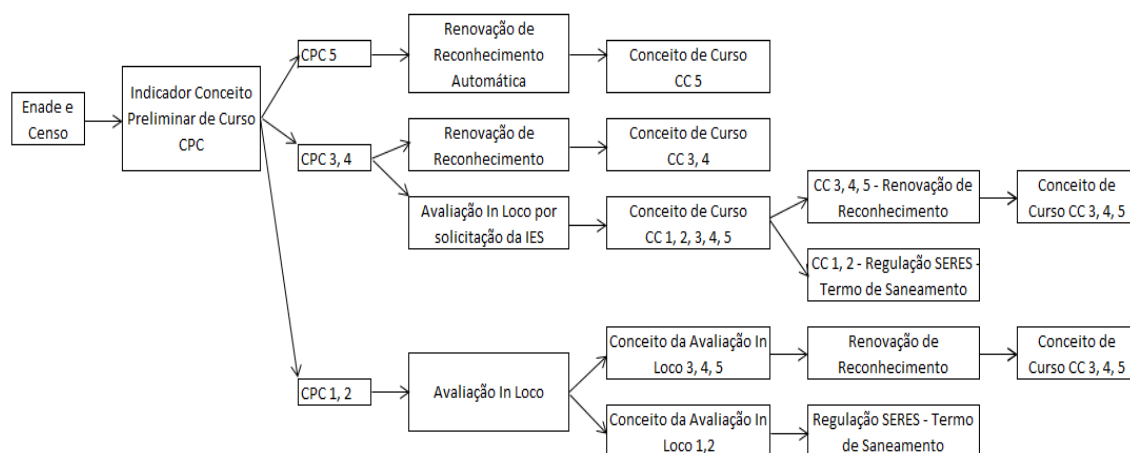 Enade e
Censo
Indicador Conceito
Preliminar de Curso
CPC
CPC 5
Renovação de
Reconhecimento
Automática
Conceito de Curso
CC 5
CPC 3, 4
Renovação de
Reconhecimento
Conceito de Curso
CC 3, 4
Avaliação In Loco por
solicitação da IES
Conceito de Curso
CC 1, 2, 3, 4, 5
CC 3, 4, 5 - Renovação de
Reconhecimento
Conceito de
Curso CC 3, 4, 5
CC 1, 2 - Regulação SERES -
Termo de Saneamento
CPC 1, 2
Avaliação In Loco
Conceito da Avaliação In
Loco 3, 4, 5
Renovação de
Reconhecimento
Conceito de
Curso CC 3, 4, 5
Conceito da Avaliação In
Loco 1,2
Regulação SERES - Termo
de Saneamento